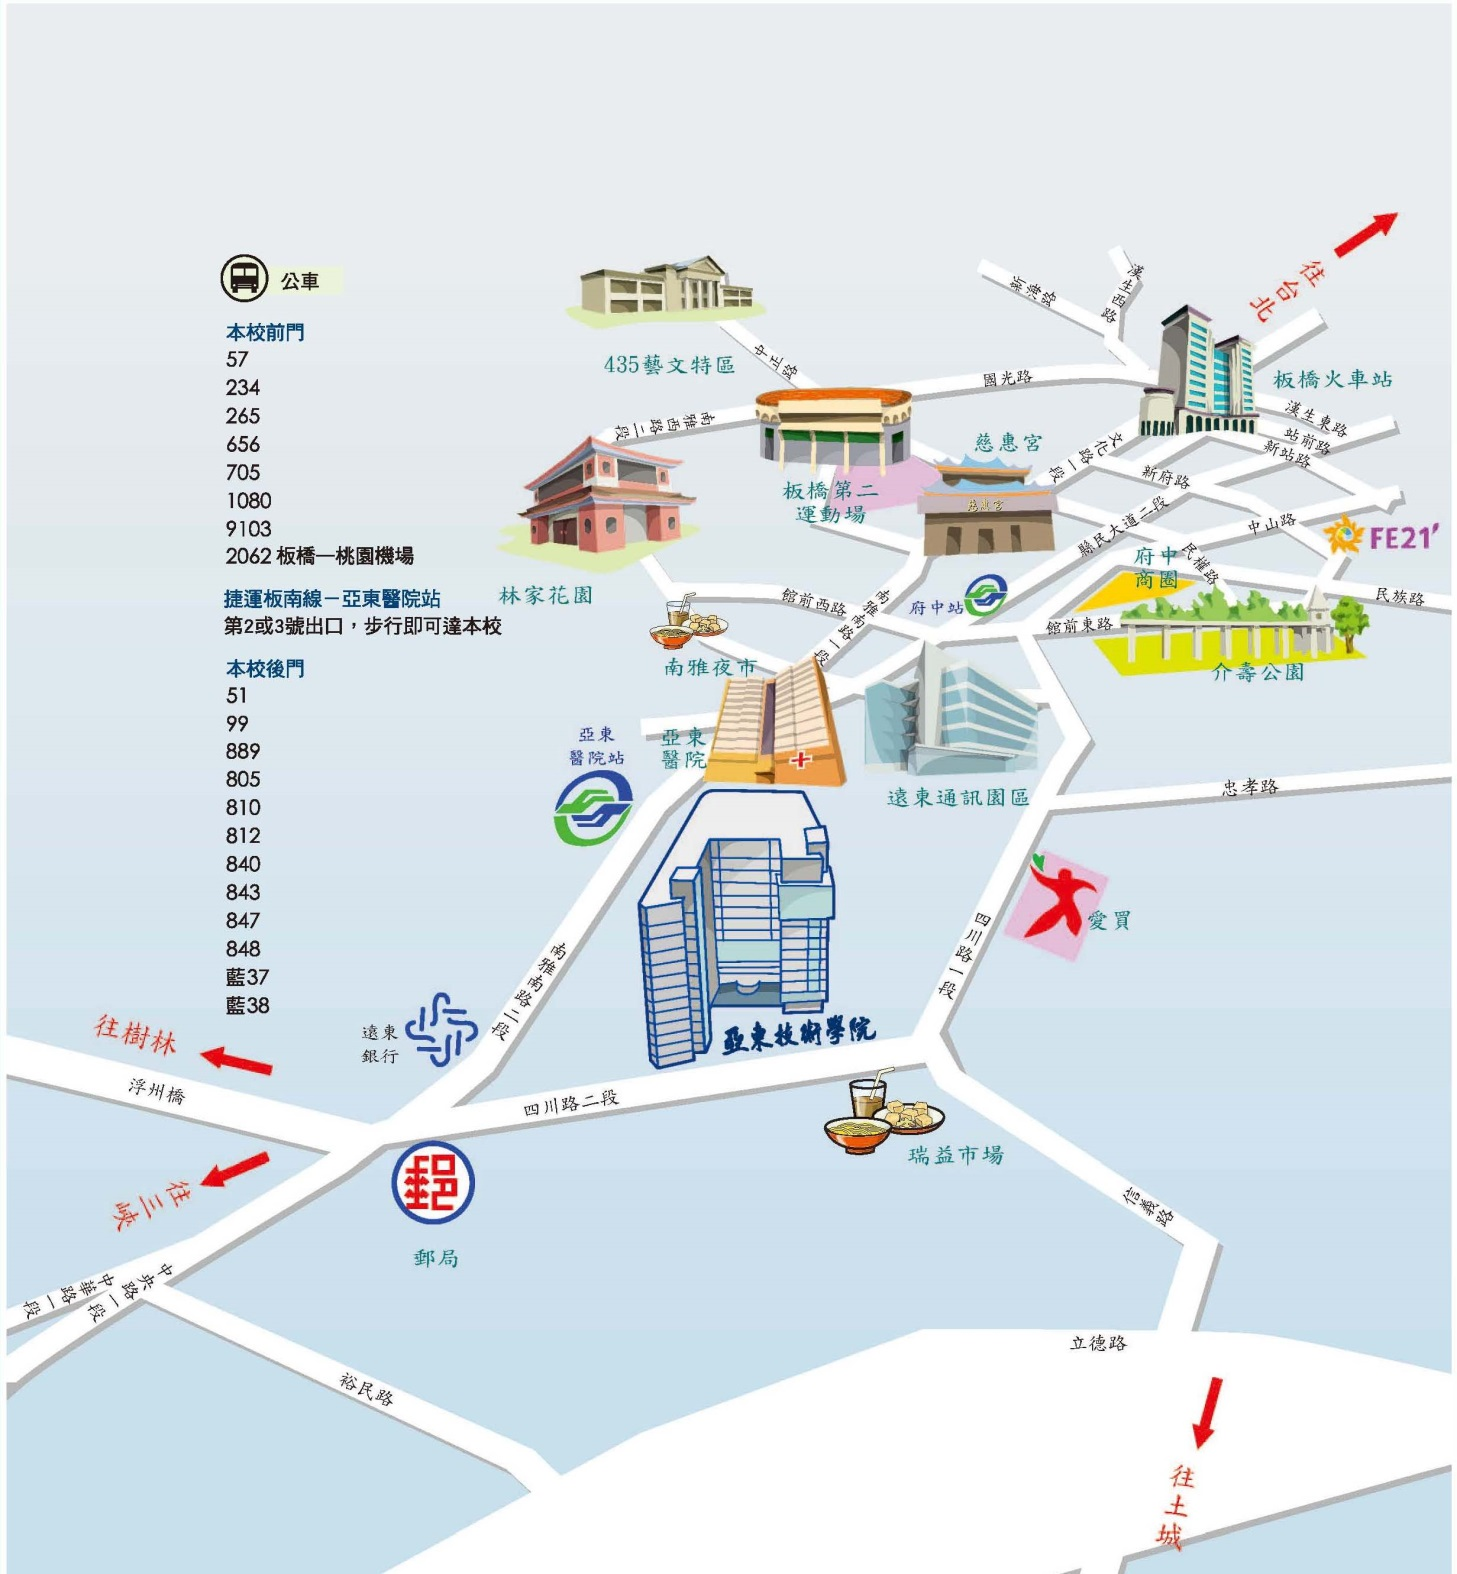 公車
本校前門
57
234
265
656
705
1080
9103
2062 板橋—桃園機場
捷運板南線－亞東醫院站
第2或3號出口，步行即可達本校
本校後門
51
99
889
805
810
812
840
843
847
848
藍37
藍38
往台北
漢生西路
435藝文特區
中正路
國光路
板橋火車站
南雅西路二段
漢生東路
站前路
新站路
慈惠宮
慈惠宮
文化路一段
新府路
板橋第二
運動場
縣民大道二段
中山路
FE21'
民權路
府中
商圈
民族路
林家花園
館前西路
南雅南路一段
府中站
館前東路
南雅夜市
介壽公園
亞東
醫院站
亞東
醫院
遠東通訊園區
忠孝路
愛買
四川路一段
南雅南路二段
遠東
銀行
亞東技術學院
往樹林
浮州橋
四川路二段
瑞益市場
往三峽
郵
郵局
信義路
中央路一段
中華路一段
立德路
裕民路
往土城